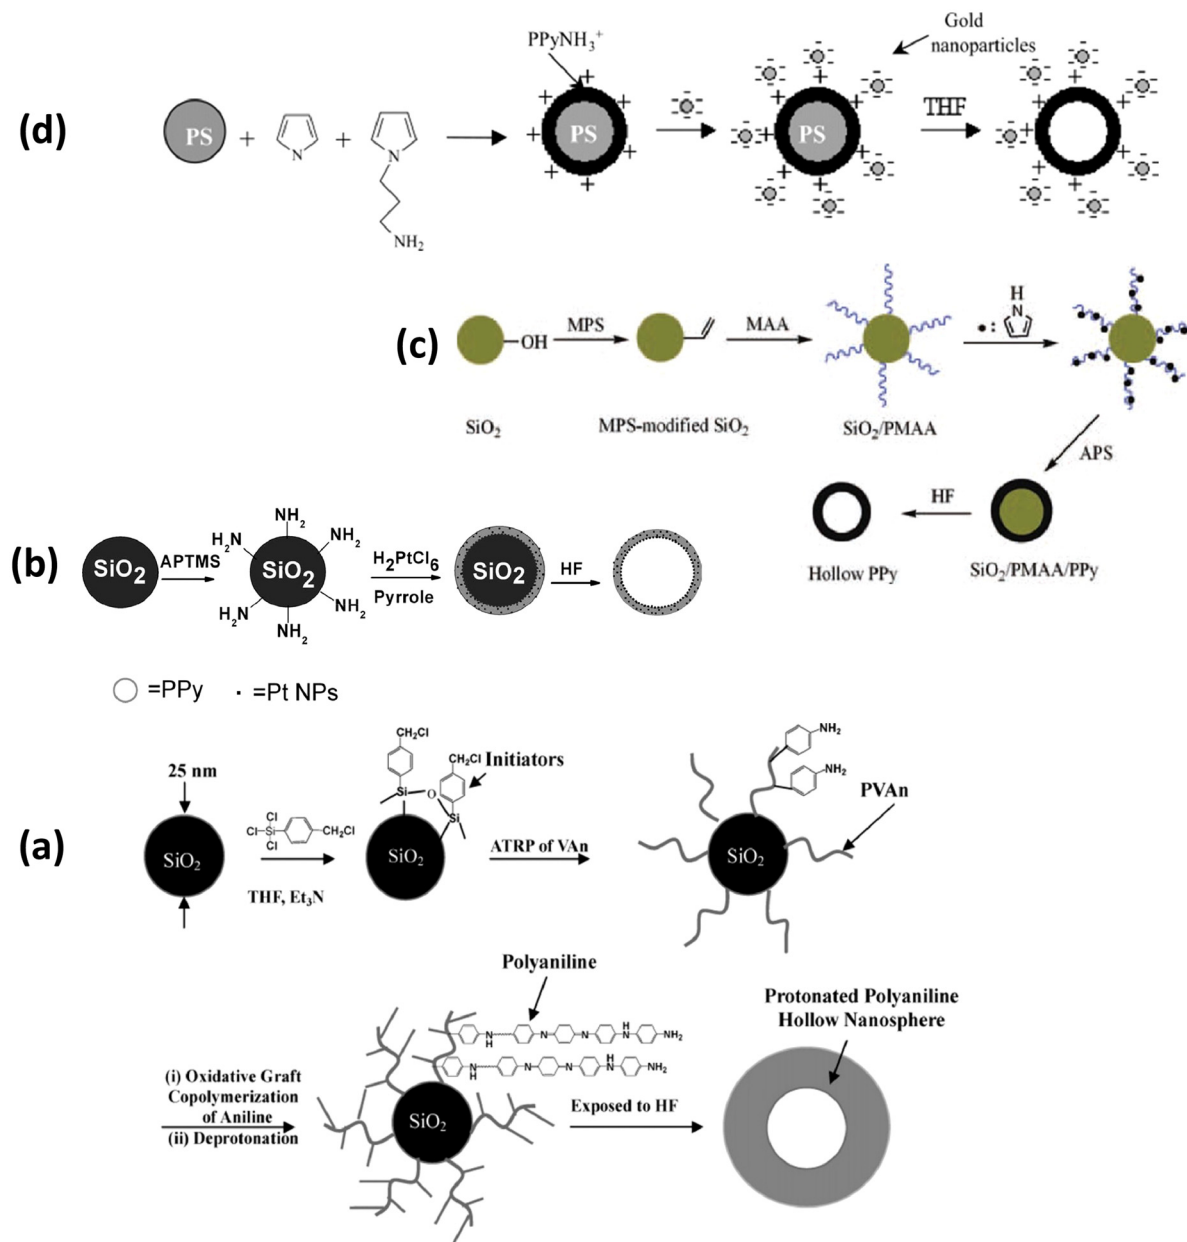 (d)
PS
+
N
+
N
NH₂
PPyNH₃⁺
PS
PS
Gold
nanoparticles
THF
(c)
OH
MPS
MAA
H
N
SiO₂
MPS-modified SiO₂
SiO₂/PMAA
APS
HF
Hollow PPy
SiO₂/PMAA/PPy
(b)
SiO₂
APTMS
NH₂
H₂N
NH₂
SiO₂
H₂N
NH₂
NH₂
H₂PtCl₆
Pyrrole
SiO₂
HF
=PPy
· =Pt NPs
(a)
25 nm
SiO₂
Cl
Cl-Si
Cl
CH₂Cl
THF, Et₃N
CH₂Cl
CH₂Cl
Initiators
Si
O
Si
SiO₂
ATRP of VAn
NH₂
NH₂
PVAn
SiO₂
(i) Oxidative Graft
Copolymerization
of Aniline
(ii) Deprotonation
Polyaniline
N
H
N
N
H
N
NH₂
N
H
N
N
H
N
NH₂
SiO₂
Exposed to HF
Protonated Polyaniline
Hollow Nanosphere